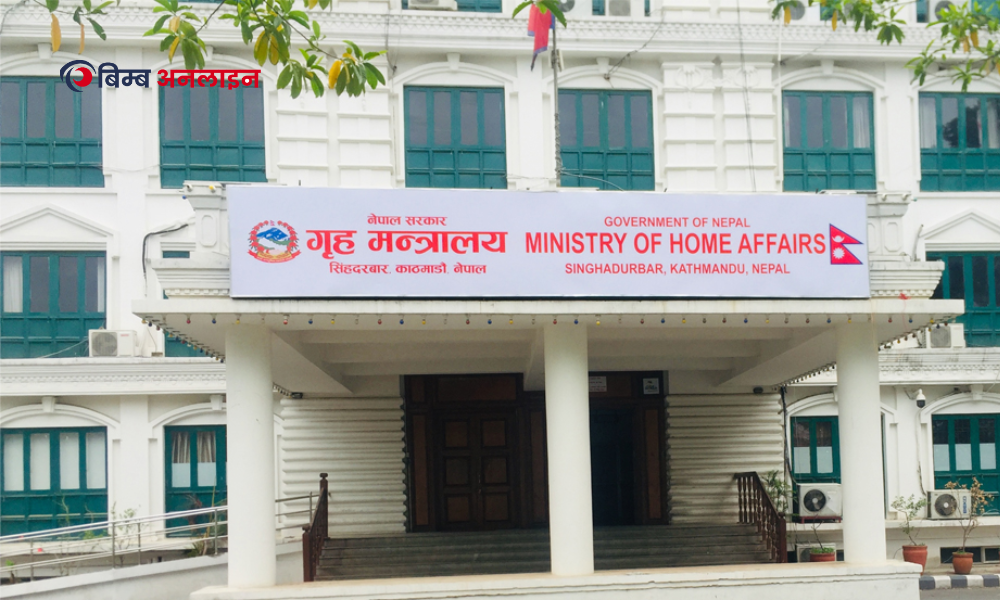 बिम्ब अनलाइन
नेपाल सरकार
गृह मन्त्रालय
सिंहदरबार, काठमाडौं, नेपाल
GOVERNMENT OF NEPAL
MINISTRY OF HOME AFFAIRS
SINGHADURBAR, KATHMANDU, NEPAL